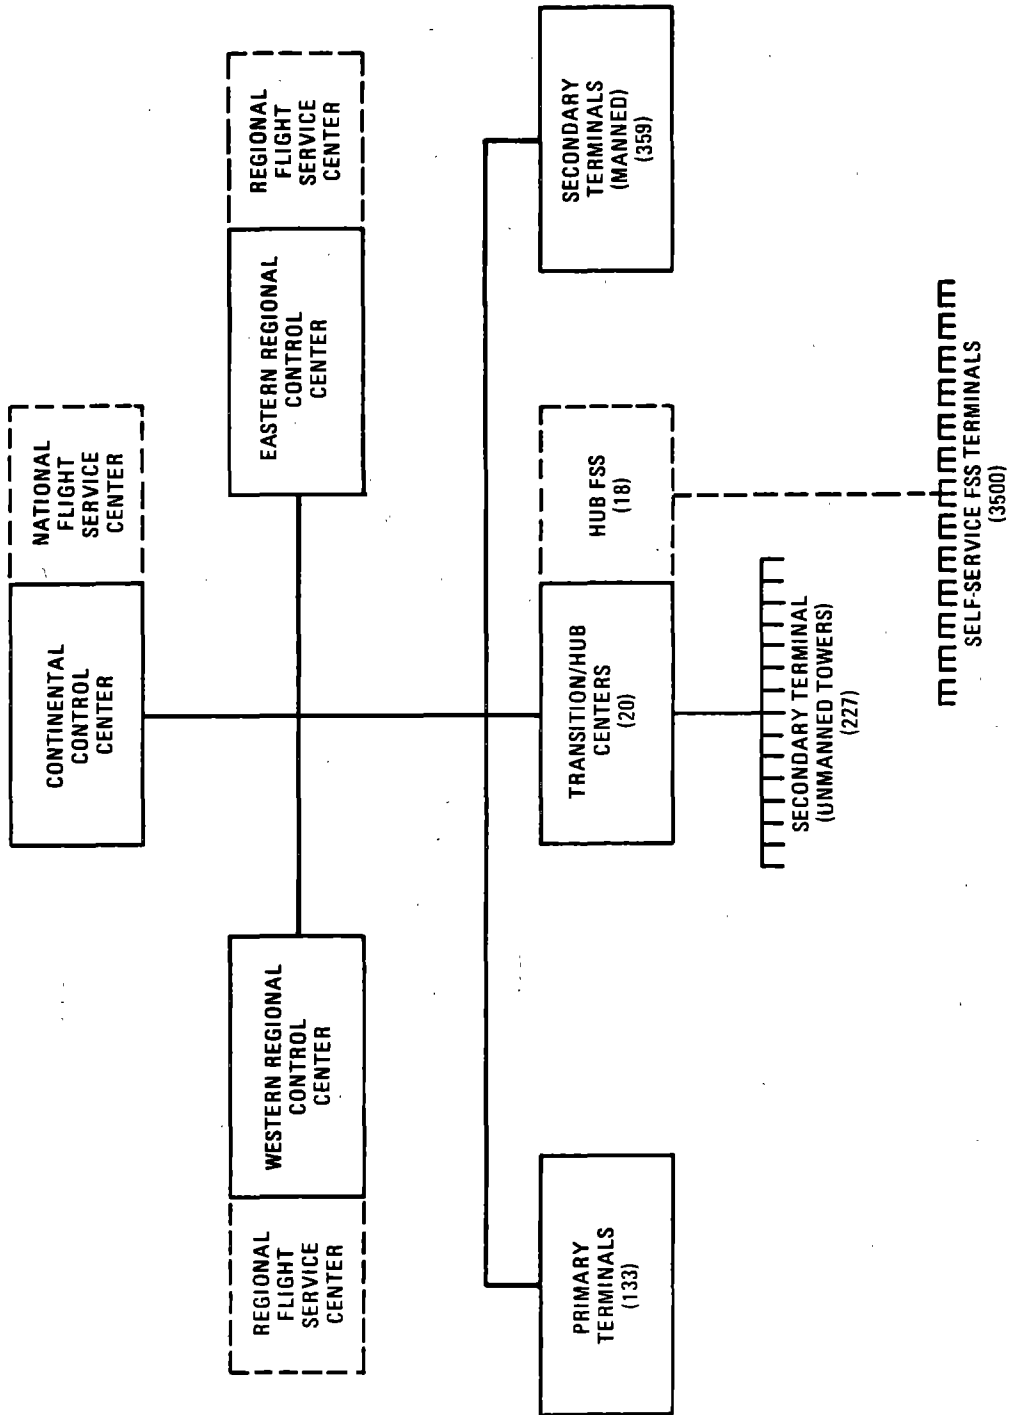 CONTINENTAL
CONTROL
CENTER
NATIONAL
FLIGHT
SERVICE
CENTER
REGIONAL
FLIGHT
SERVICE
CENTER
WESTERN REGIONAL
CONTROL
CENTER
EASTERN REGIONAL
CONTROL
CENTER
REGIONAL
FLIGHT
SERVICE
CENTER
PRIMARY
TERMINALS
(133)
TRANSITION/HUB
CENTERS
(20)
HUB FSS
(18)
SECONDARY
TERMINALS
(MANNED)
(359)
SECONDARY TERMINAL
(UNMANNED TOWERS)
(227)
SELF-SERVICE FSS TERMINALS
(3500)